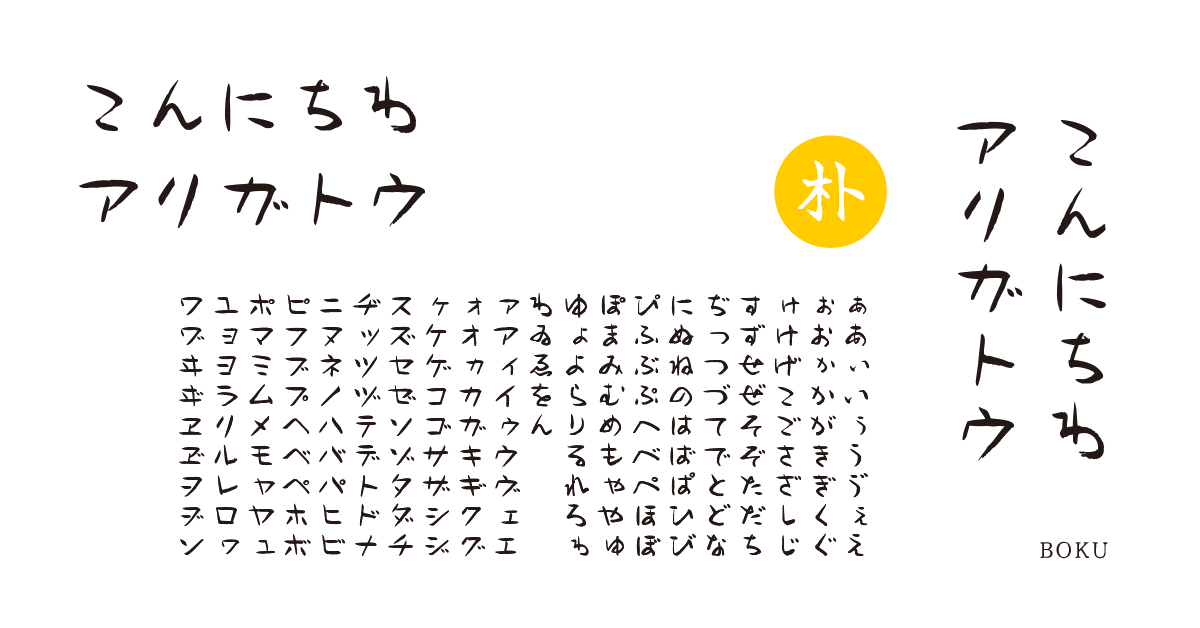 こんにちわ
アリガトウ
朴
こんにちわ
アリガトウ
ぁあぃいぅうゔぇえ
ぉおゕかがきぎくぐ
ゖけげこごさざしじ
すずせぜそぞただち
ぢっつづてでとどな
にぬねのはばぱひび
ぴふぶぷへべぺほぼ
ぽまみむめもゃやゅ
ゆょよらりるれろゎ
わゐゑをん
ァアィイゥウヴェエ
ォオヵカガキギクグ
ヶケゲコゴサザシジ
スズセゼソゾタダチ
ヂッツヅテデトドナ
ニヌネノハバパヒビ
ピフブプヘベペホボ
ポマミムメモャヤュ
ユョヨラリルレロヮ
ワヷヰヸヱヹヲヺン
BOKU